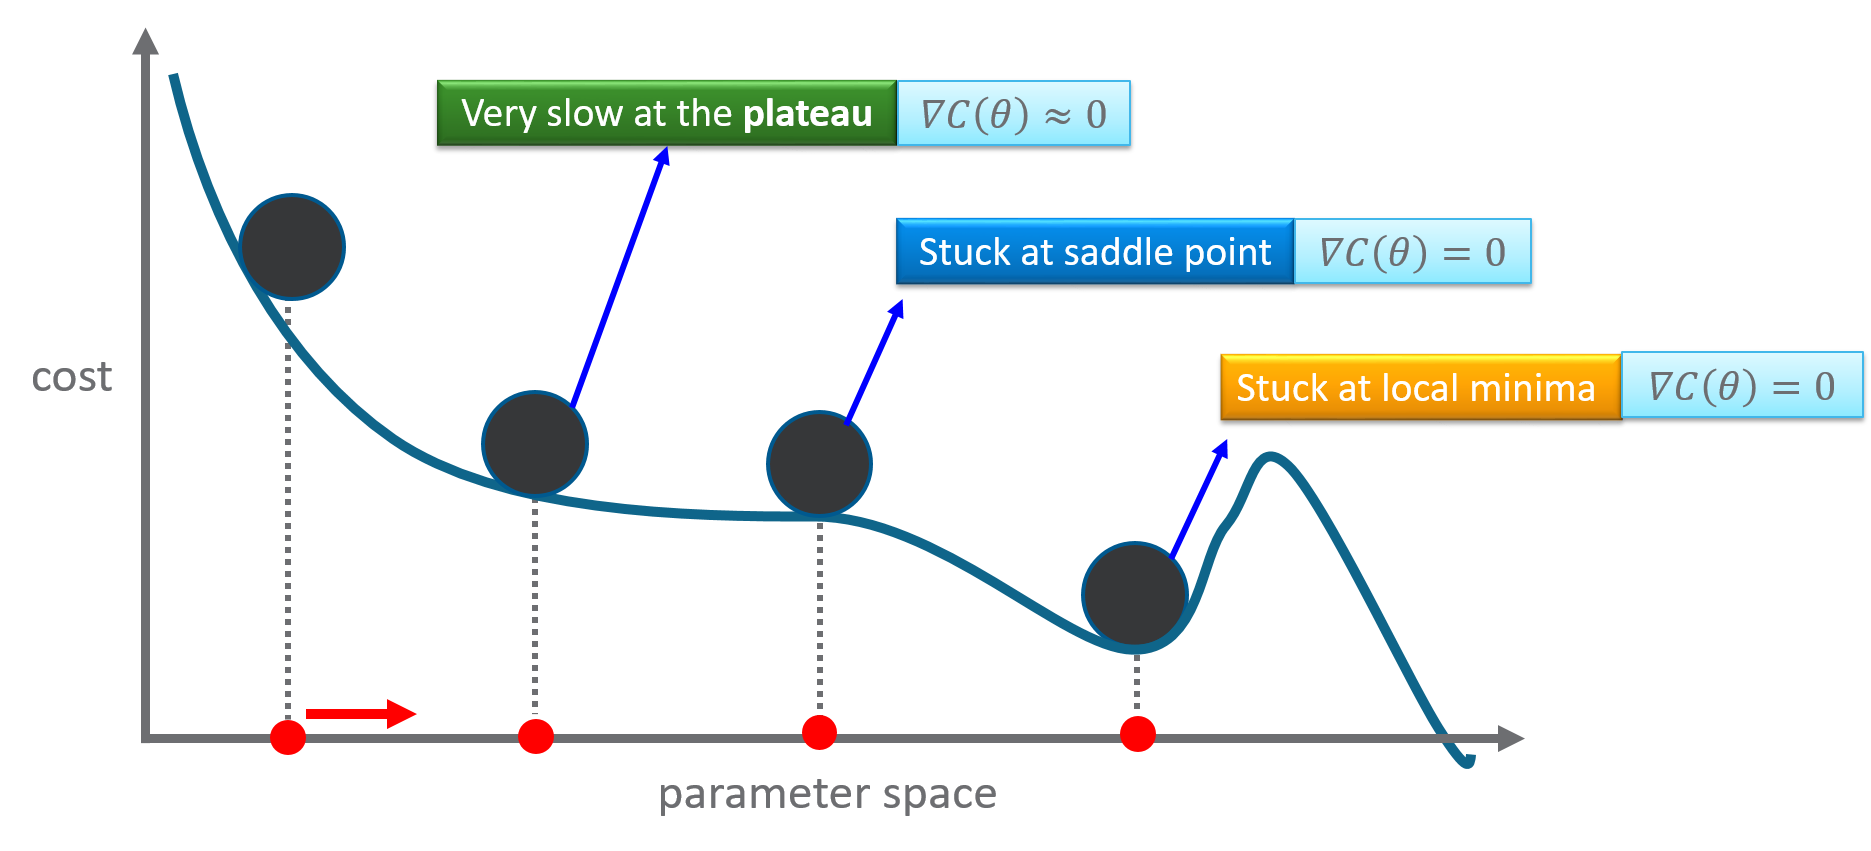 Very slow at the plateau
∇C(θ) ≈ 0
Stuck at saddle point
∇C(θ) = 0
cost
Stuck at local minima
∇C(θ) = 0
parameter space